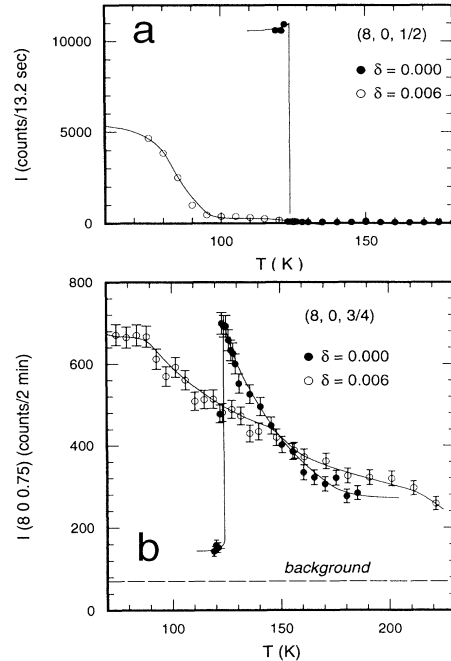 a
(8, 0, 1/2)
δ = 0.000
δ = 0.006
I (counts/13.2 sec)
10000
5000
0
100
150
T ( K )
b
(8, 0, 3/4)
δ = 0.000
δ = 0.006
I (8 0 0.75) (counts/2 min)
800
600
400
200
0
background
100
150
200
T (K)